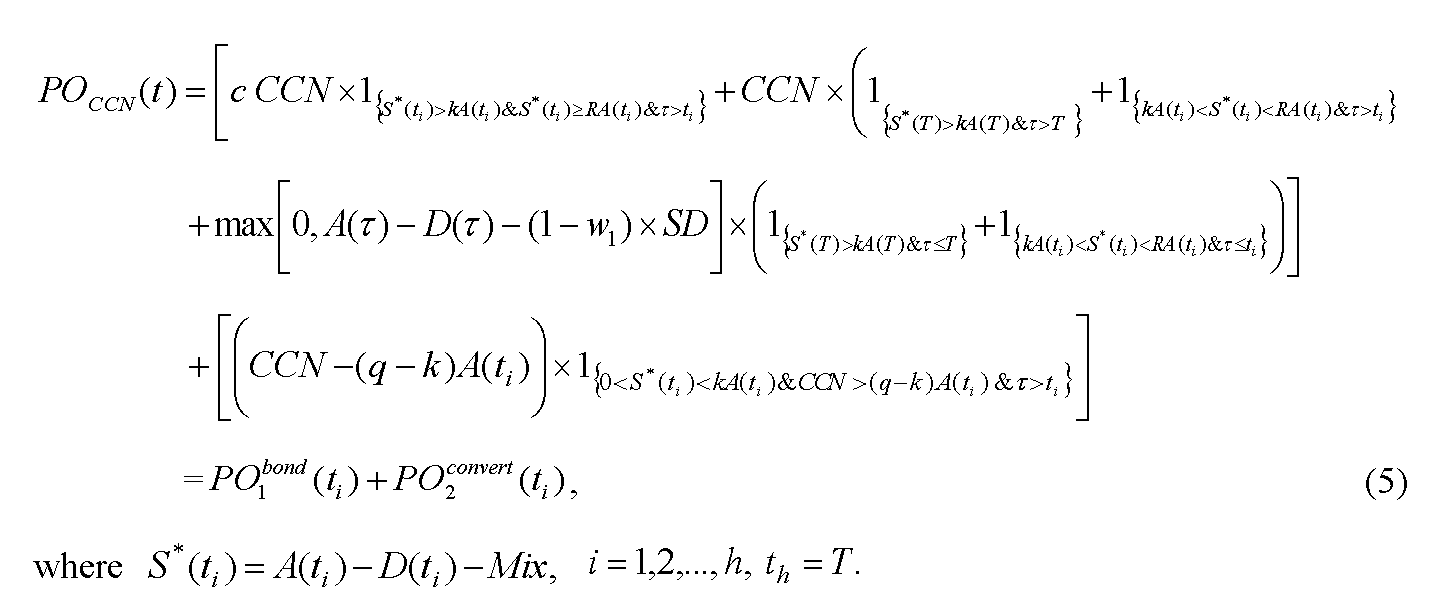 PO_{CCN}(t) = [c CCN × 1_{{S^*(t_i)>kA(t_i)&S^*(t_i)≥RA(t_i)&τ>t_i}} + CCN × (1_{{S^*(T)>kA(T)&τ>T}} + 1_{{kA(t_i)<S^*(t_i)<RA(t_i)&τ>t_i}}
+ max[0, A(τ) − D(τ) − (1 − w_1) × SD] × (1_{{S^*(T)>kA(T)&τ≤T}} + 1_{{kA(t_i)<S^*(t_i)<RA(t_i)&τ≤t_i}})]
+ [(CCN − (q − k)A(t_i)) × 1_{{0<S^*(t_i)<kA(t_i)&CCN>(q−k)A(t_i)&τ>t_i}}]
= PO_1^{bond}(t_i) + PO_2^{convert}(t_i), (5)
where S^*(t_i) = A(t_i) − D(t_i) − Mix, i = 1,2,..., h, t_h = T.